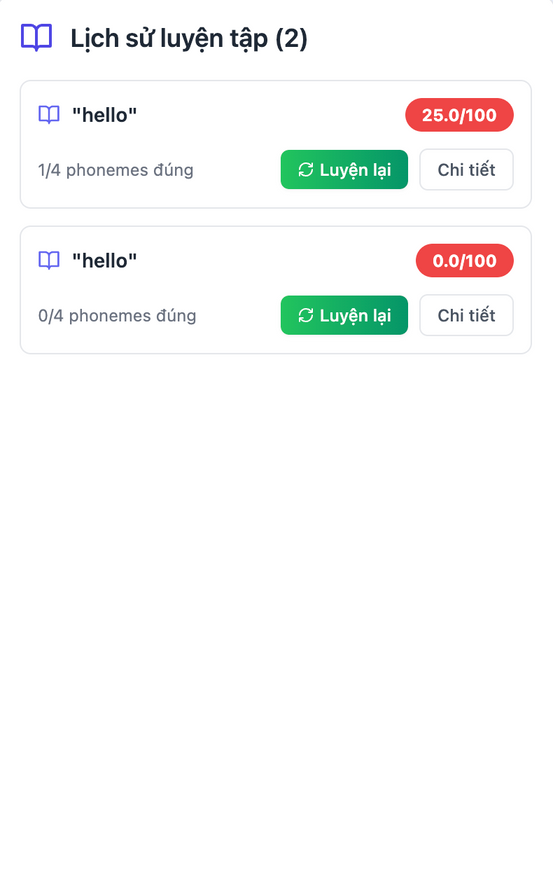 Lịch sử luyện tập (2)
"hello"
25.0/100
1/4 phonemes đúng
Luyện lại
Chi tiết
"hello"
0.0/100
0/4 phonemes đúng
Luyện lại
Chi tiết